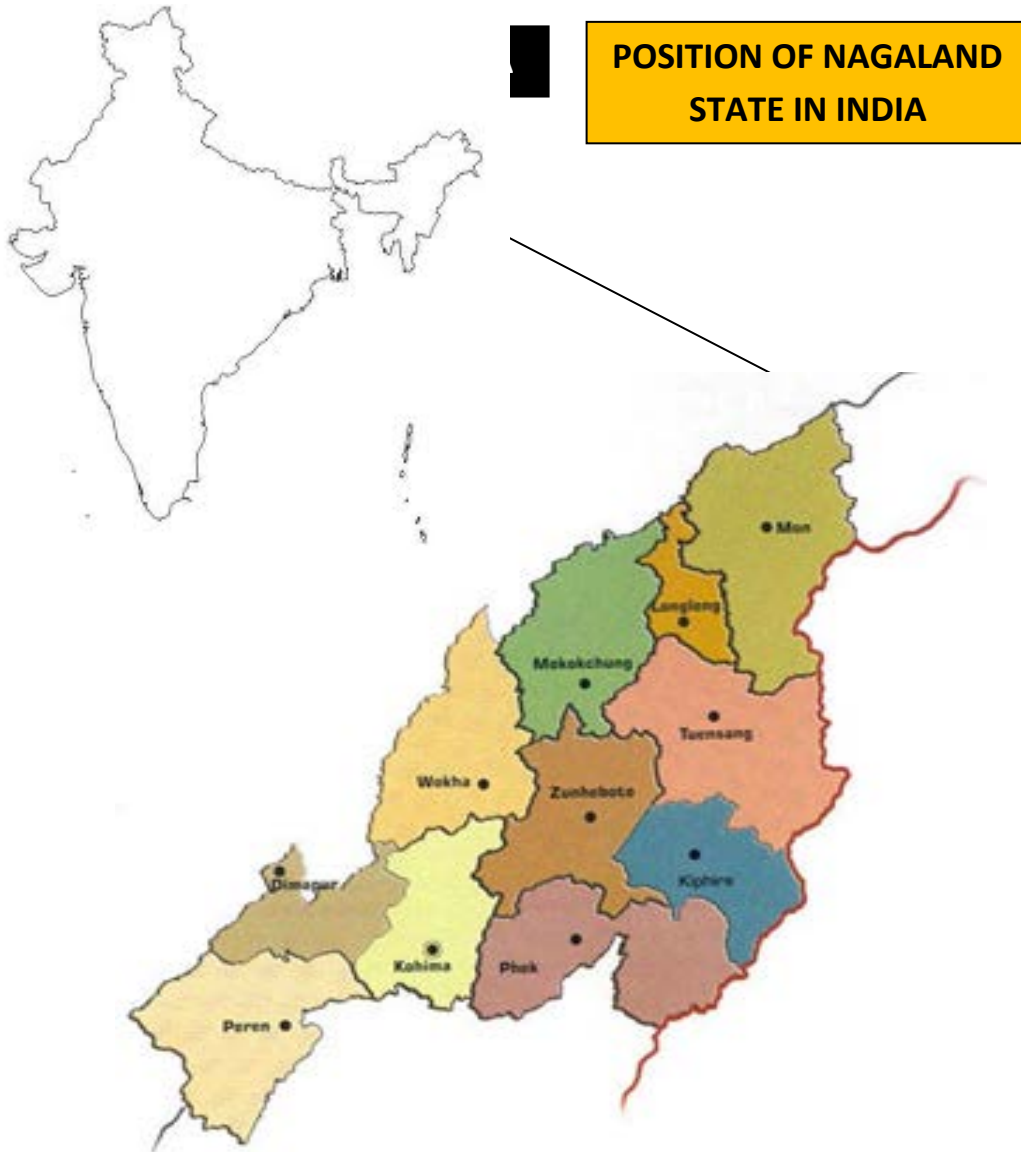 POSITION OF NAGALAND
STATE IN INDIA
Mon
Longleng
Mokokchung
Tuensang
Wokha
Zunheboto
Kiphire
Dimapur
Kohima
Phek
Peren